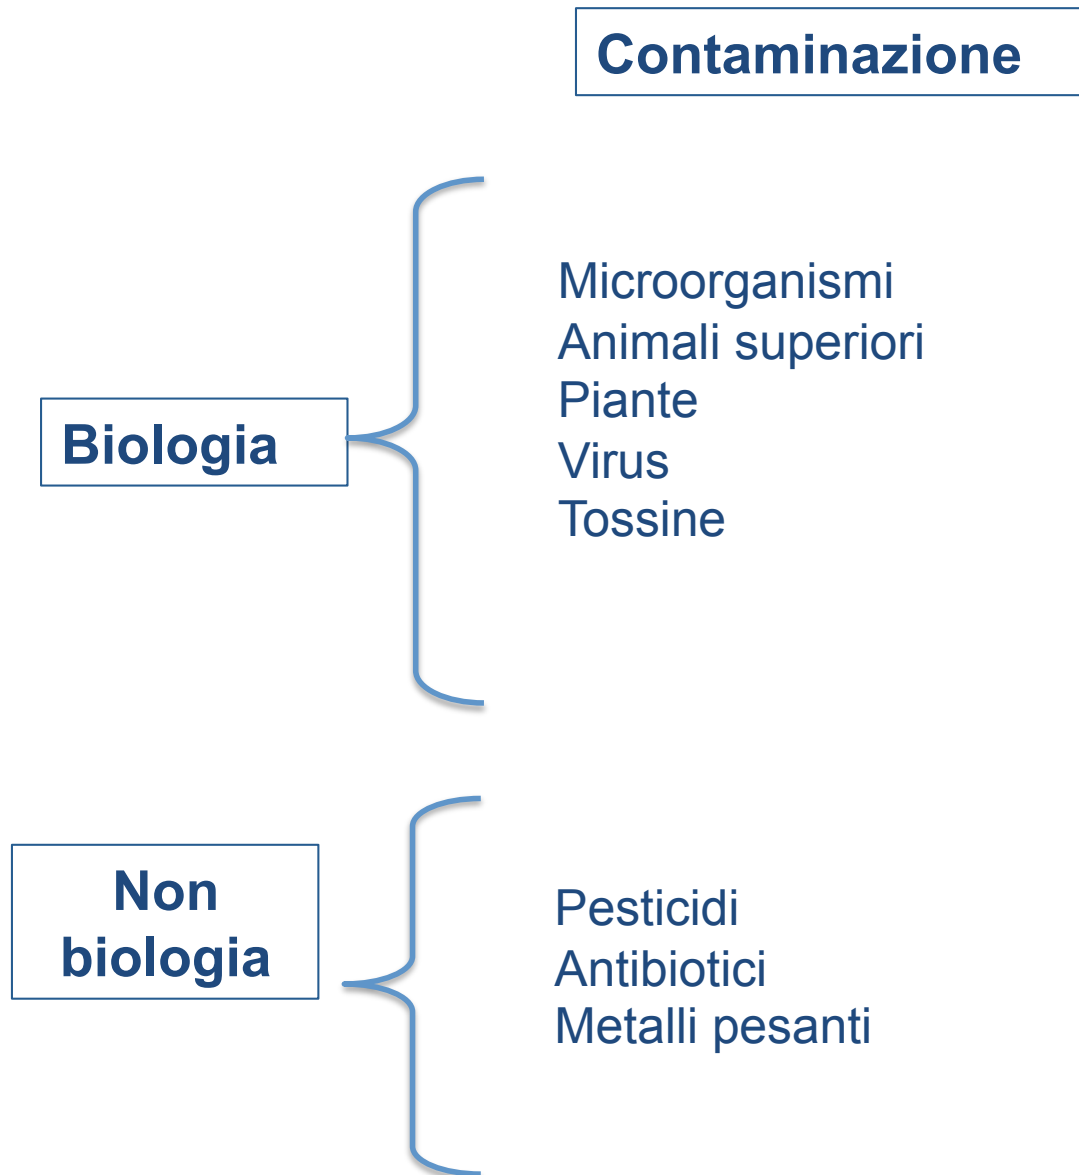 Contaminazione
Microorganismi
Animali superiori
Piante
Biologia
Virus
Tossine
Non
biologia
Pesticidi
Antibiotici
Metalli pesanti